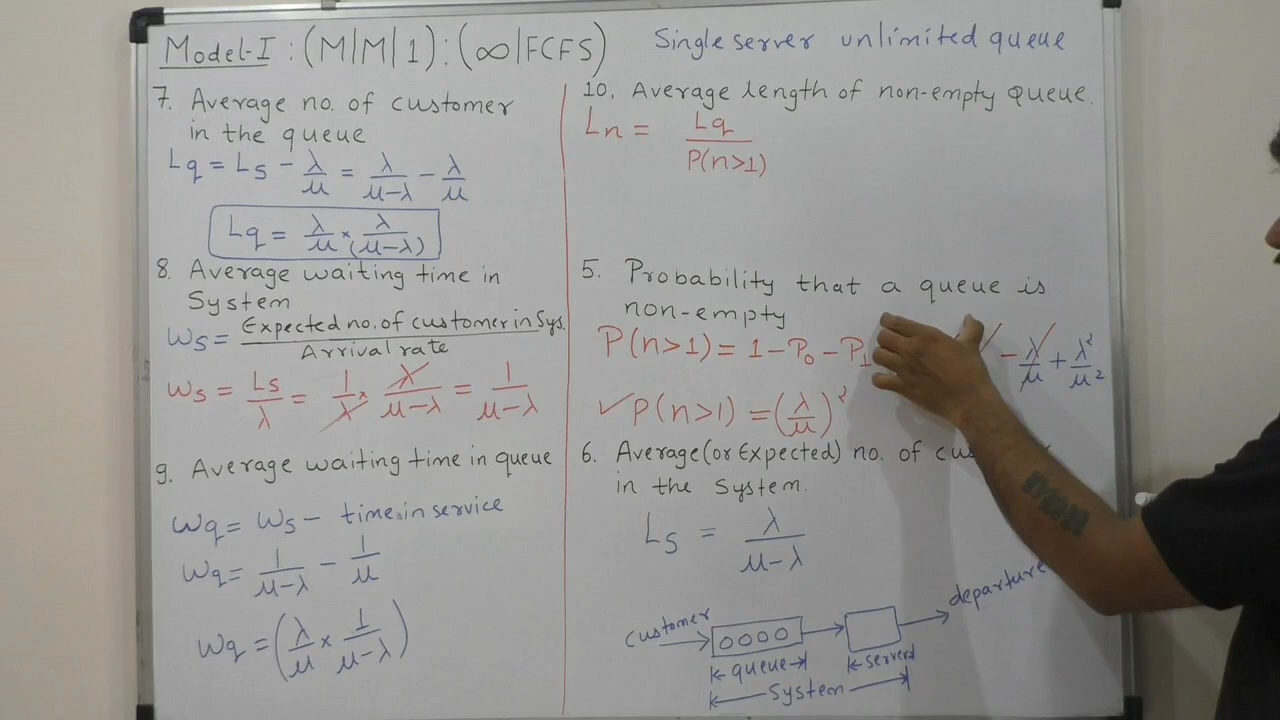 Model-I : (M|M|1) : (∞|FCFS) Single server unlimited queue
7. Average no. of customer
in the queue
Lq = Ls - λ/μ = λ/(μ-λ) - λ/μ
Lq = λ/μ × λ/(μ-λ)
8. Average waiting time in
System
Ws = Expected no. of customer in Sys. / Arrival rate
Ws = Ls/λ = 1/λ × λ/(μ-λ) = 1/(μ-λ)
9. Average waiting time in queue
Wq = Ws - time in service
Wq = 1/(μ-λ) - 1/μ
Wq = (λ/μ × 1/(μ-λ))
10. Average length of non-empty queue.
Ln = Lq / P(n>1)
5. Probability that a queue is
non-empty
P(n>1) = 1 - P₀ - P₁ - λ/μ + λ²/μ²
✓ P(n>1) = (λ/μ)²
6. Average (or Expected) no. of
in the System.
Ls = λ/(μ-λ)
Customer departure
queue server
System